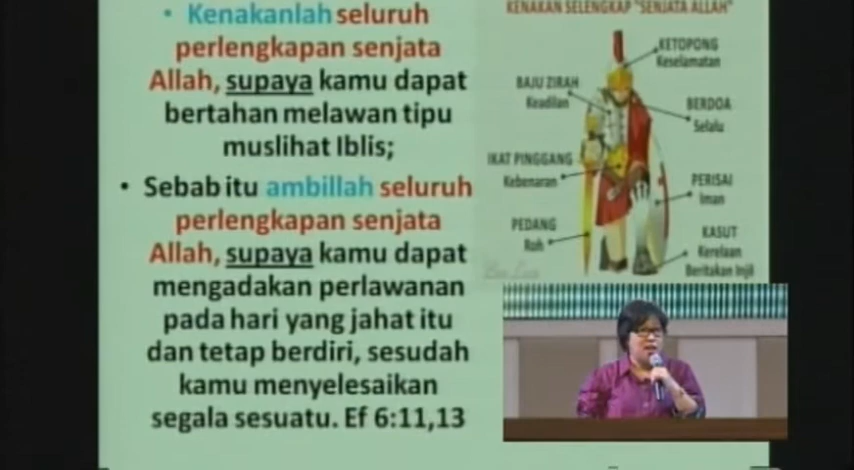 • Kenakanlah seluruh
perlengkapan senjata
Allah, supaya kamu dapat
bertahan melawan tipu
muslihat Iblis;
• Sebab itu ambillah seluruh
perlengkapan senjata
Allah, supaya kamu dapat
mengadakan perlawanan
pada hari yang jahat itu
dan tetap berdiri, sesudah
kamu menyelesaikan
segala sesuatu. Ef 6:11,13
KENAKAN SELENGKAP "SENJATA ALLAH"
KETOPONG
Keselamatan
BAJU ZIRAH
Keadilan
BERDOA
Selalu
IKAT PINGGANG
Kebenaran
PERISAI
Iman
PEDANG
Roh
KASUT
Kerelaan
Beritakan Injil